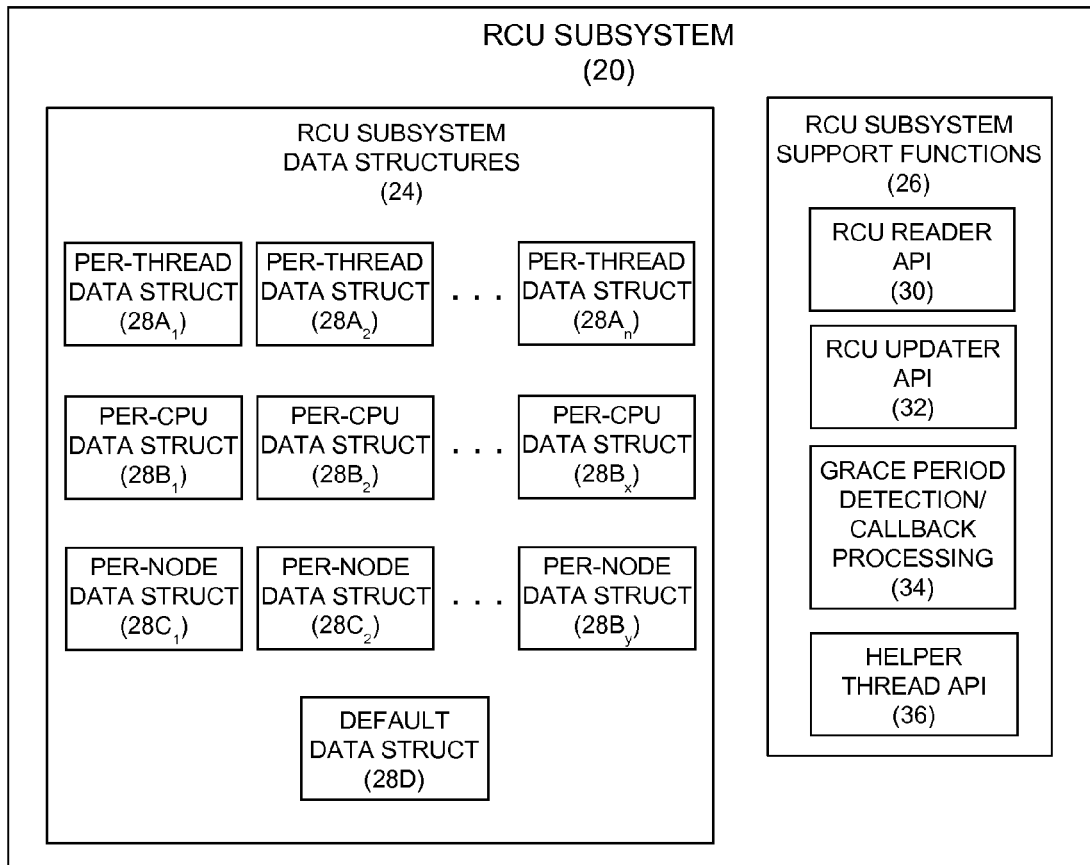 RCU SUBSYSTEM
(20)
RCU SUBSYSTEM
DATA STRUCTURES
(24)
PER-THREAD
DATA STRUCT
(28A₁)
PER-THREAD
DATA STRUCT
(28A₂)
. . .
PER-THREAD
DATA STRUCT
(28Aₙ)
PER-CPU
DATA STRUCT
(28B₁)
PER-CPU
DATA STRUCT
(28B₂)
. . .
PER-CPU
DATA STRUCT
(28Bₓ)
PER-NODE
DATA STRUCT
(28C₁)
PER-NODE
DATA STRUCT
(28C₂)
. . .
PER-NODE
DATA STRUCT
(28B_y)
DEFAULT
DATA STRUCT
(28D)
RCU SUBSYSTEM
SUPPORT FUNCTIONS
(26)
RCU READER
API
(30)
RCU UPDATER
API
(32)
GRACE PERIOD
DETECTION/
CALLBACK
PROCESSING
(34)
HELPER
THREAD API
(36)